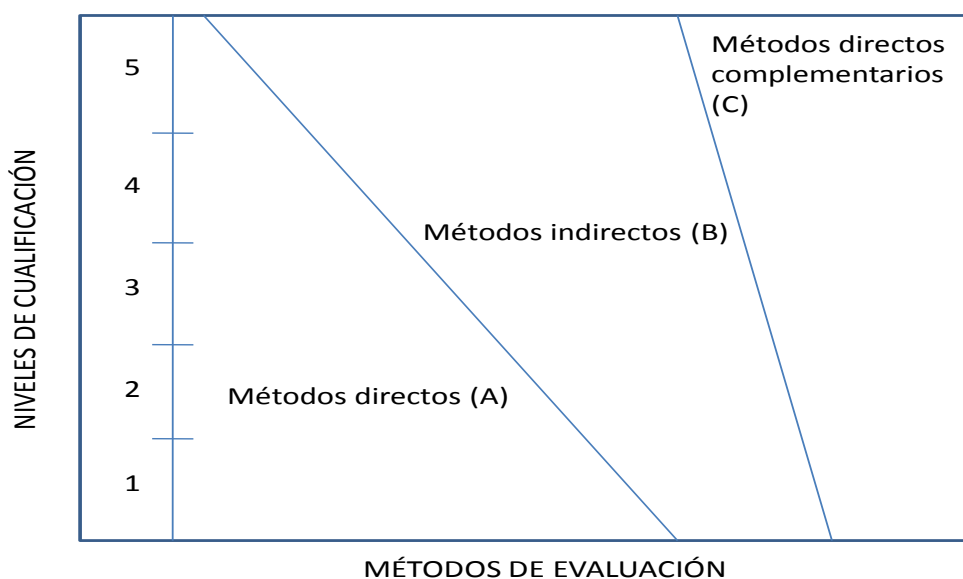 NIVELES DE CUALIFICACIÓN
5
4
3
2
1
Métodos directos
complementarios
(C)
Métodos indirectos (B)
Métodos directos (A)
MÉTODOS DE EVALUACIÓN